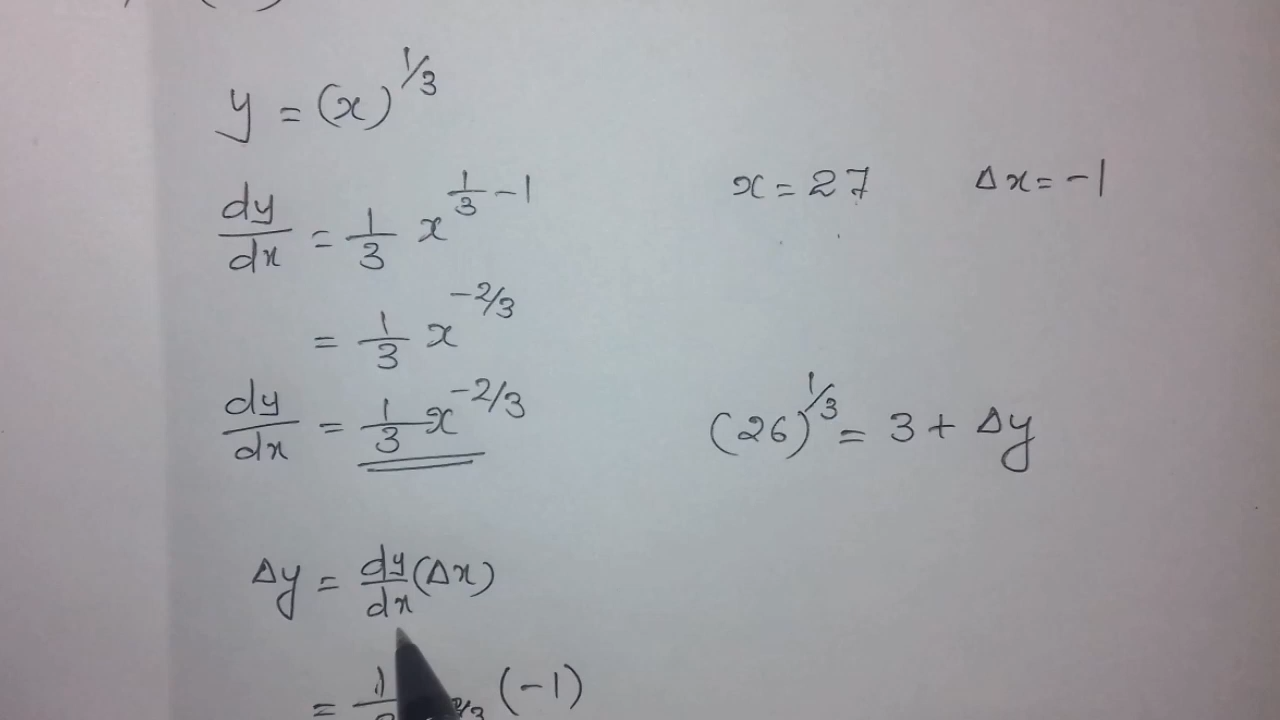 y = (x)^1/3
dy/dx = 1/3 x^1/3 - 1
x = 27 Δx = -1
= 1/3 x^-2/3
dy/dx = 1/3 x^-2/3
(26)^1/3 = 3 + Δy
Δy = dy/dx (Δx)
= (-1)